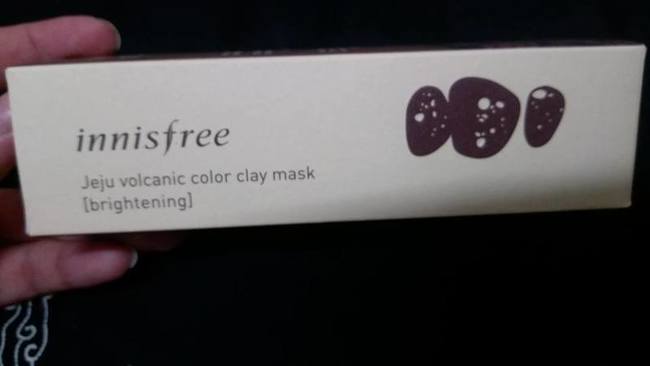 innisfree
Jeju volcanic color clay mask
[brightening]